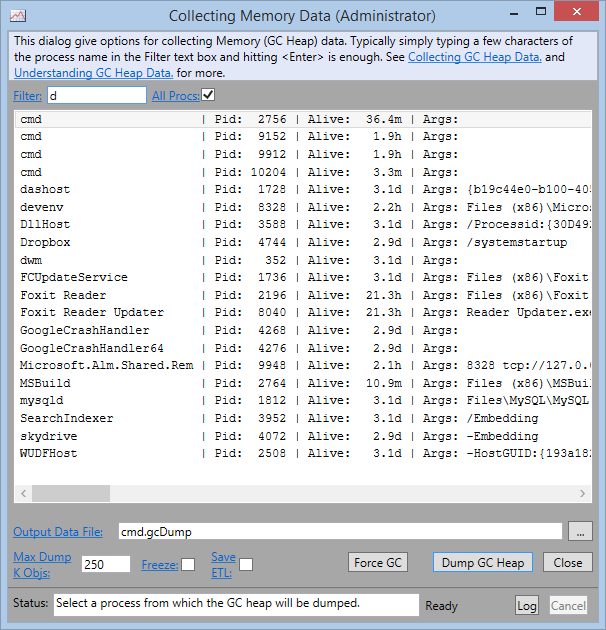 Collecting Memory Data (Administrator)
This dialog give options for collecting Memory (GC Heap) data. Typically simply typing a few characters of
the process name in the Filter text box and hitting <Enter> is enough. See Collecting GC Heap Data. and
Understanding GC Heap Data. for more.
Filter: d All Procs:
cmd | Pid: 2756 | Alive: 36.4m | Args:
cmd | Pid: 9152 | Alive: 1.9h | Args:
cmd | Pid: 9912 | Alive: 1.9h | Args:
cmd | Pid: 10204 | Alive: 3.3m | Args:
dashost | Pid: 1728 | Alive: 3.1d | Args: {b19c44e0-b100-405
devenv | Pid: 8328 | Alive: 2.2h | Args: Files (x86)\Micros
DllHost | Pid: 3588 | Alive: 3.1d | Args: /Processid:{30D492
Dropbox | Pid: 4744 | Alive: 2.9d | Args: /systemstartup
dwm | Pid: 352 | Alive: 3.1d | Args:
FCUpdateService | Pid: 1736 | Alive: 3.1d | Args: Files (x86)\Foxit
Foxit Reader | Pid: 2196 | Alive: 21.3h | Args: Files (x86)\Foxit
Foxit Reader Updater | Pid: 8040 | Alive: 21.3h | Args: Reader Updater.exe
GoogleCrashHandler | Pid: 4268 | Alive: 2.9d | Args:
GoogleCrashHandler64 | Pid: 4276 | Alive: 2.9d | Args:
Microsoft.Alm.Shared.Rem | Pid: 9948 | Alive: 2.1h | Args: 8328 tcp://127.0.0
MSBuild | Pid: 2764 | Alive: 10.9m | Args: Files (x86)\MSBuil
mysqld | Pid: 1812 | Alive: 3.1d | Args: Files\MySQL\MySQL
SearchIndexer | Pid: 3952 | Alive: 3.1d | Args: /Embedding
skydrive | Pid: 4072 | Alive: 2.9d | Args: -Embedding
WUDFHost | Pid: 2508 | Alive: 3.1d | Args: -HostGUID:{193a182
Output Data File: cmd.gcDump ...
Max Dump
K Objs: 250 Freeze: Save
ETL: Force GC Dump GC Heap Close
Status: Select a process from which the GC heap will be dumped. Ready Log Cancel